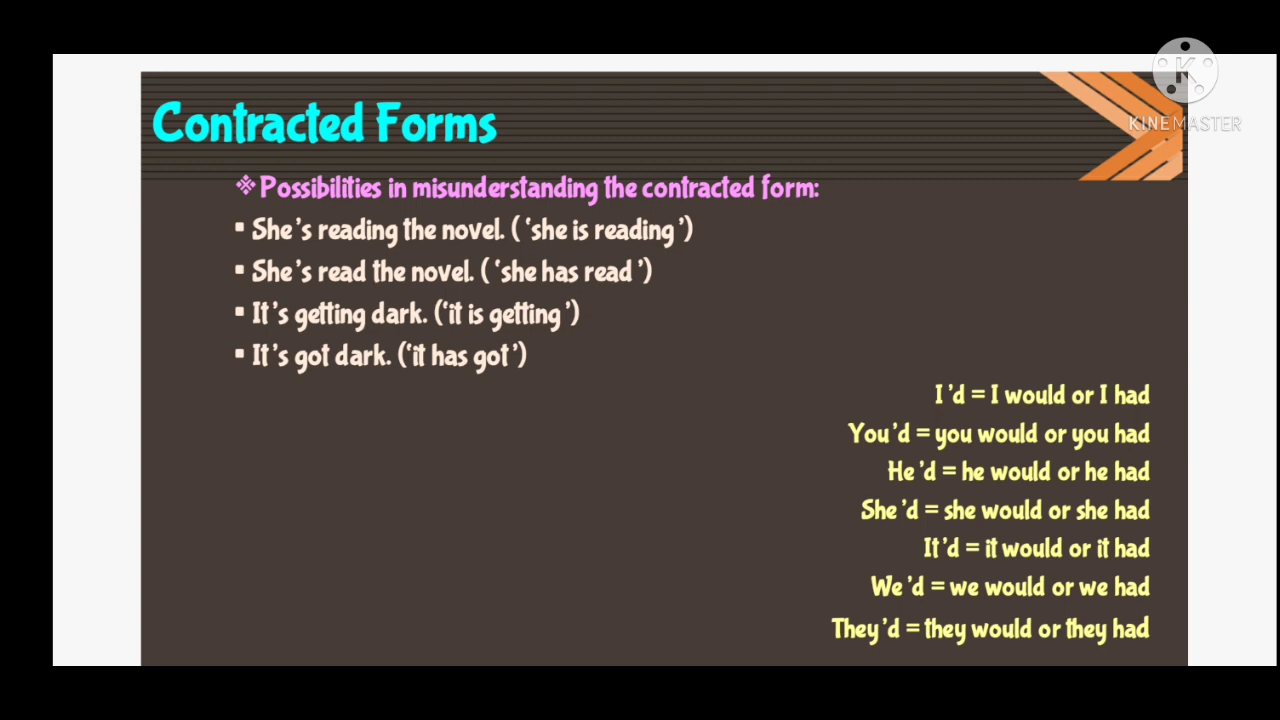 KINEMASTER
Contracted Forms
❖ Possibilities in misunderstanding the contracted form:
▪ She's reading the novel. ( 'she is reading ')
▪ She's read the novel. ( 'she has read ')
▪ It's getting dark. ('it is getting ')
▪ It's got dark. ('it has got ')
I 'd = I would or I had
You 'd = you would or you had
He 'd = he would or he had
She 'd = she would or she had
It 'd = it would or it had
We 'd = we would or we had
They 'd = they would or they had